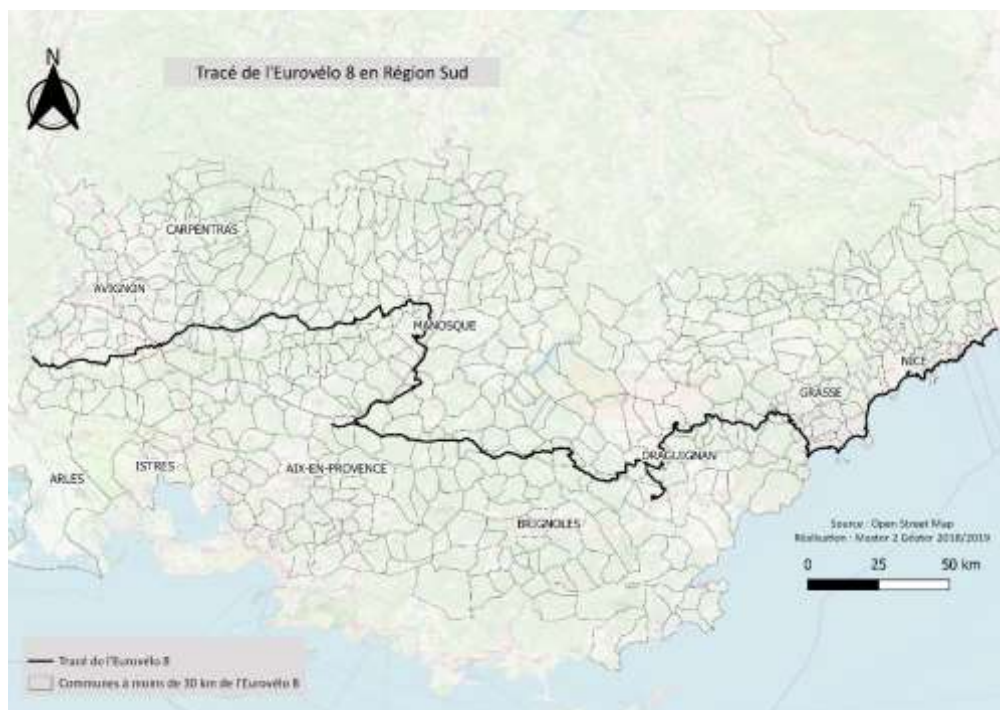 N
Tracé de l'Eurovélo 8 en Région Sud
CARPENTRAS
AVIGNON
MANOSQUE
NICE
GRASSE
DRAGUIGNAN
ISTRES
AIX-EN-PROVENCE
ARLES
BRIGNOLES
Source : Open Street Map
Réalisation : Master 2 Géoter 2018/2019
0 25 50 km
Tracé de l'Eurovélo 8
Communes à moins de 30 km de l'Eurovélo 8